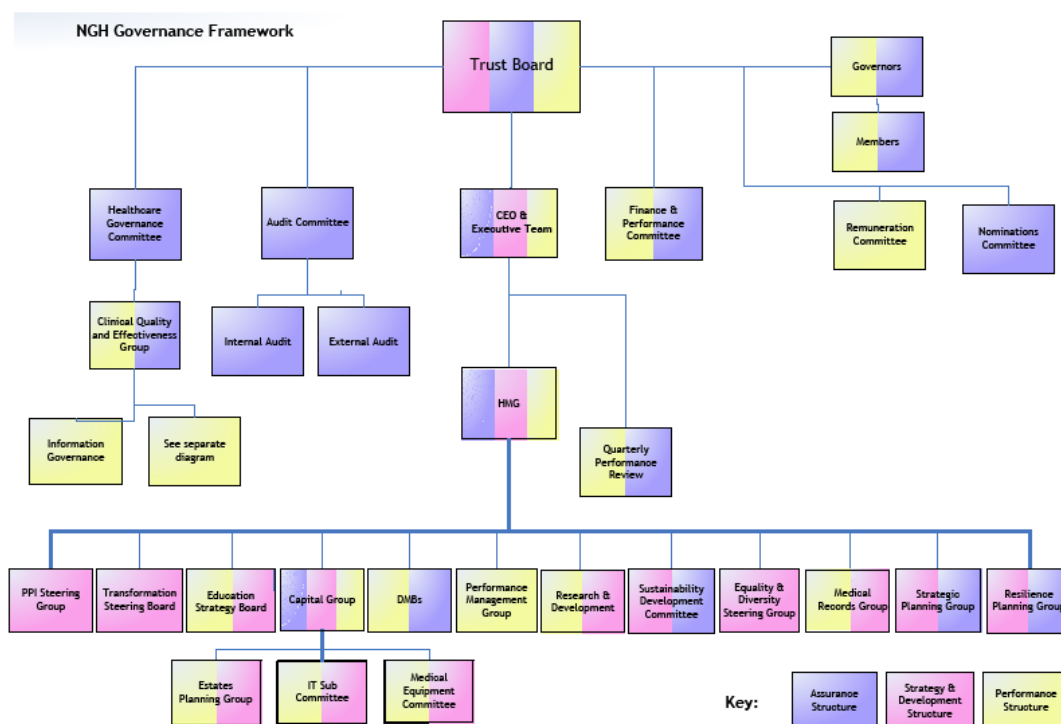 NGH Governance Framework
Trust Board
Governors
Members
Healthcare
Governance
Committee
Audit Committee
CEO &
Executive Team
Finance &
Performance
Committee
Remuneration
Committee
Nominations
Committee
Clinical Quality
and Effectiveness
Group
Internal Audit
External Audit
HMG
Information
Governance
See separate
diagram
Quarterly
Performance
Review
PPI Steering
Group
Transformation
Steering Board
Education
Strategy Board
Capital Group
DMBs
Performance
Management
Group
Research &
Development
Sustainability
Development
Committee
Equality &
Diversity
Steering Group
Medical
Records Group
Strategic
Planning Group
Resilience
Planning Group
Estates
Planning Group
IT Sub
Committee
Medical
Equipment
Committee
Key:
Assurance
Structure
Strategy &
Development
Structure
Performance
Structure